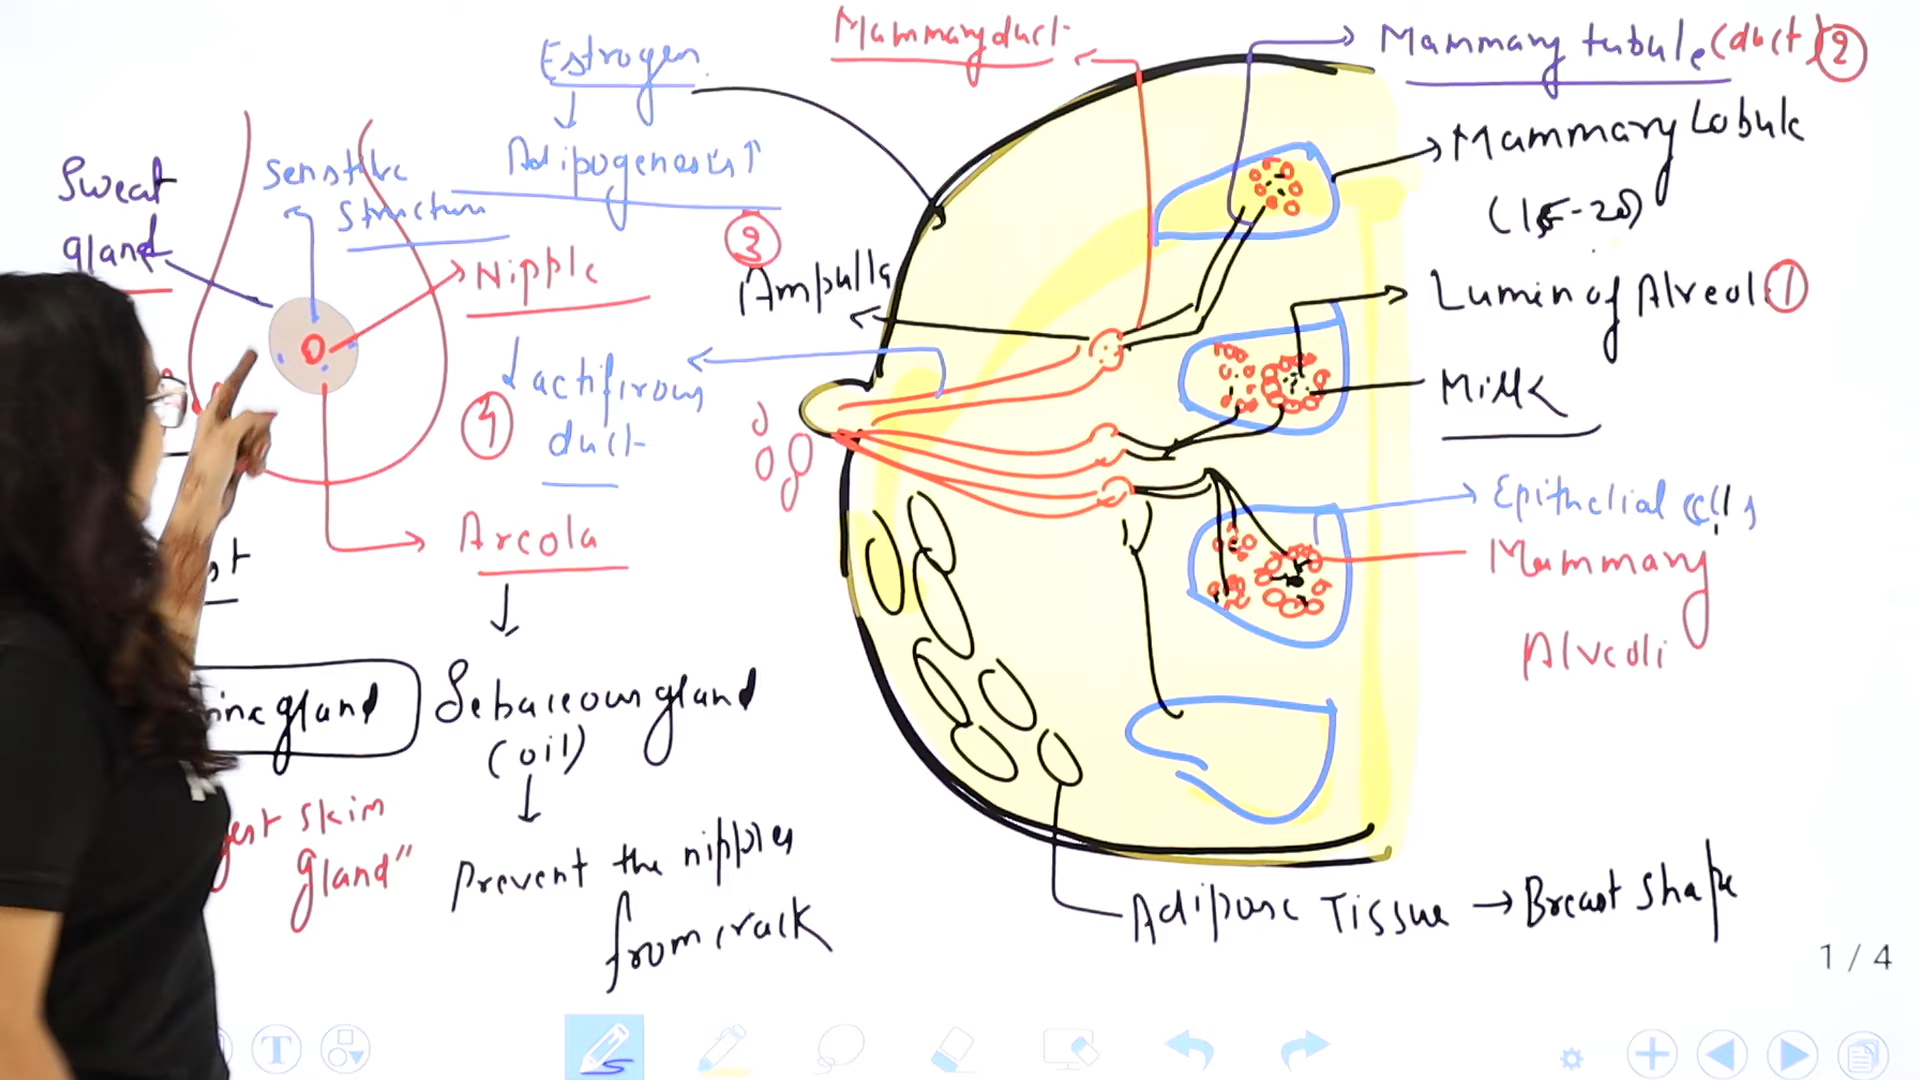 Mammary duct
Mammary tubule (duct) 2
Estrogen
Mammary Lobule
(15-20)
Adipogenesis↑
Sweat
gland
Senstive
Structure
3
Nipple
Ampulla
Lumin of Alveoli 1
Lactifirous
duct
4
Milk
Epithelial cells
Mammary
Alveoli
Areola
gland
Sebaceous gland
(oil)
skin
gland"
Prevent the nipples
from crack
Adipose Tissue → Breast Shape
1 / 4
T